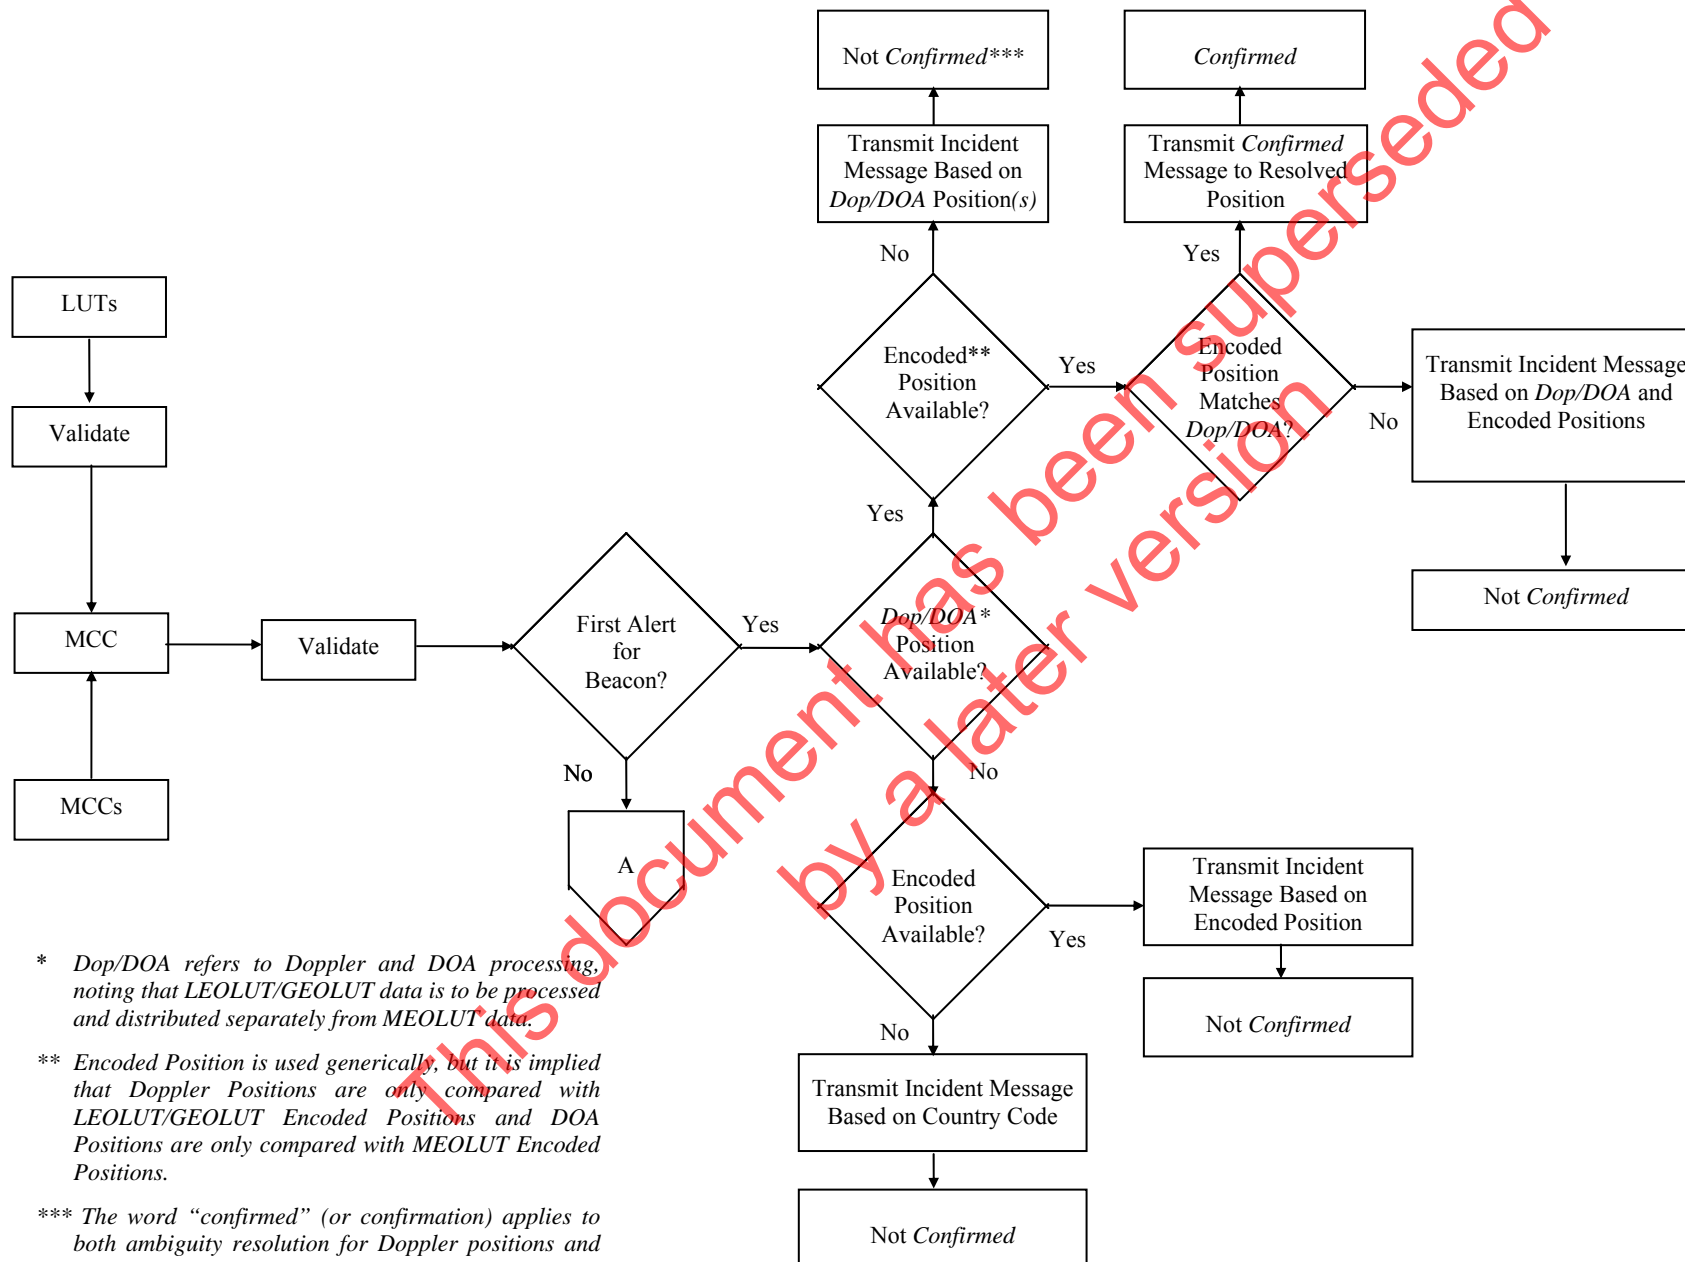 Not Confirmed***
Confirmed
Transmit Incident
Message Based on
Dop/DOA Position(s)
Transmit Confirmed
Message to Resolved
Position
No
Yes
LUTs
Encoded**
Position
Available?
Yes
Encoded
Position
Matches
Dop/DOA?
No
Transmit Incident Message
Based on Dop/DOA and
Encoded Positions
Validate
Yes
Not Confirmed
MCC
Validate
First Alert
for
Beacon?
Yes
Dop/DOA*
Position
Available?
No
No
MCCs
A
Encoded
Position
Available?
Yes
Transmit Incident
Message Based on
Encoded Position
Not Confirmed
No
Transmit Incident Message
Based on Country Code
Not Confirmed
* Dop/DOA refers to Doppler and DOA processing,
noting that LEOLUT/GEOLUT data is to be processed
and distributed separately from MEOLUT data.
** Encoded Position is used generically, but it is implied
that Doppler Positions are only compared with
LEOLUT/GEOLUT Encoded Positions and DOA
Positions are only compared with MEOLUT Encoded
Positions.
*** The word “confirmed” (or confirmation) applies to
both ambiguity resolution for Doppler positions and
This document has been superseded
by a later version